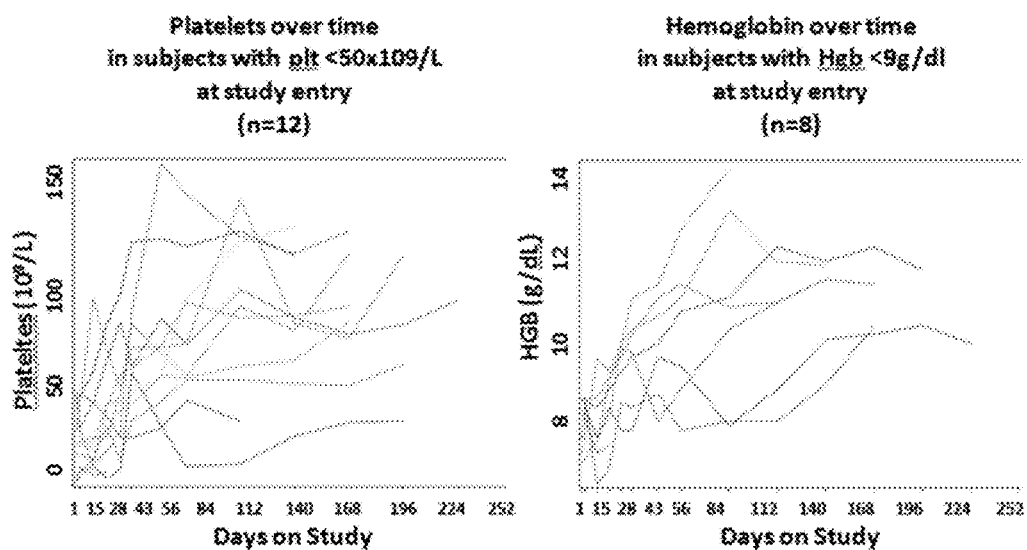 Platelets over time
in subjects with plt <50x109/L
at study entry
(n=12)
Plateltes (10⁹/L)
150
100
50
0
1 15 28 43 56 84 112 140 168 196 224 252
Days on Study
Hemoglobin over time
in subjects with Hgb <9g/dl
at study entry
(n=8)
HGB (g/dL)
14
12
10
8
1 15 28 43 56 84 112 140 168 196 224 253
Days on Study